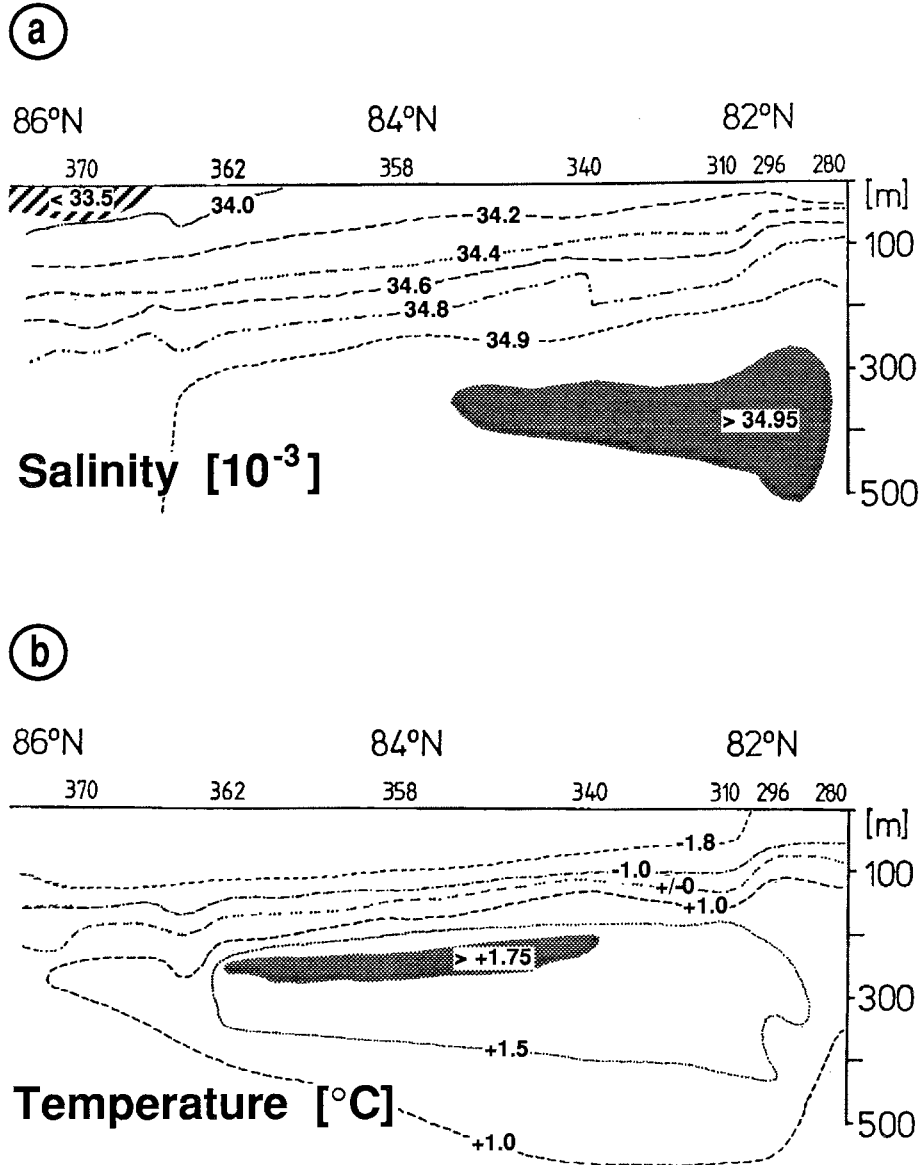 a
86°N 84°N 82°N
370 362 358 340 310 296 280
[m]
< 33.5
34.0
34.2
100
34.4
34.6
34.8
34.9
300
> 34.95
Salinity [10-3]
500
b
86°N 84°N 82°N
370 362 358 340 310 296 280
[m]
-1.8
-1.0
100
+/-0
+1.0
> +1.75
300
+1.5
Temperature [°C]
500
+1.0